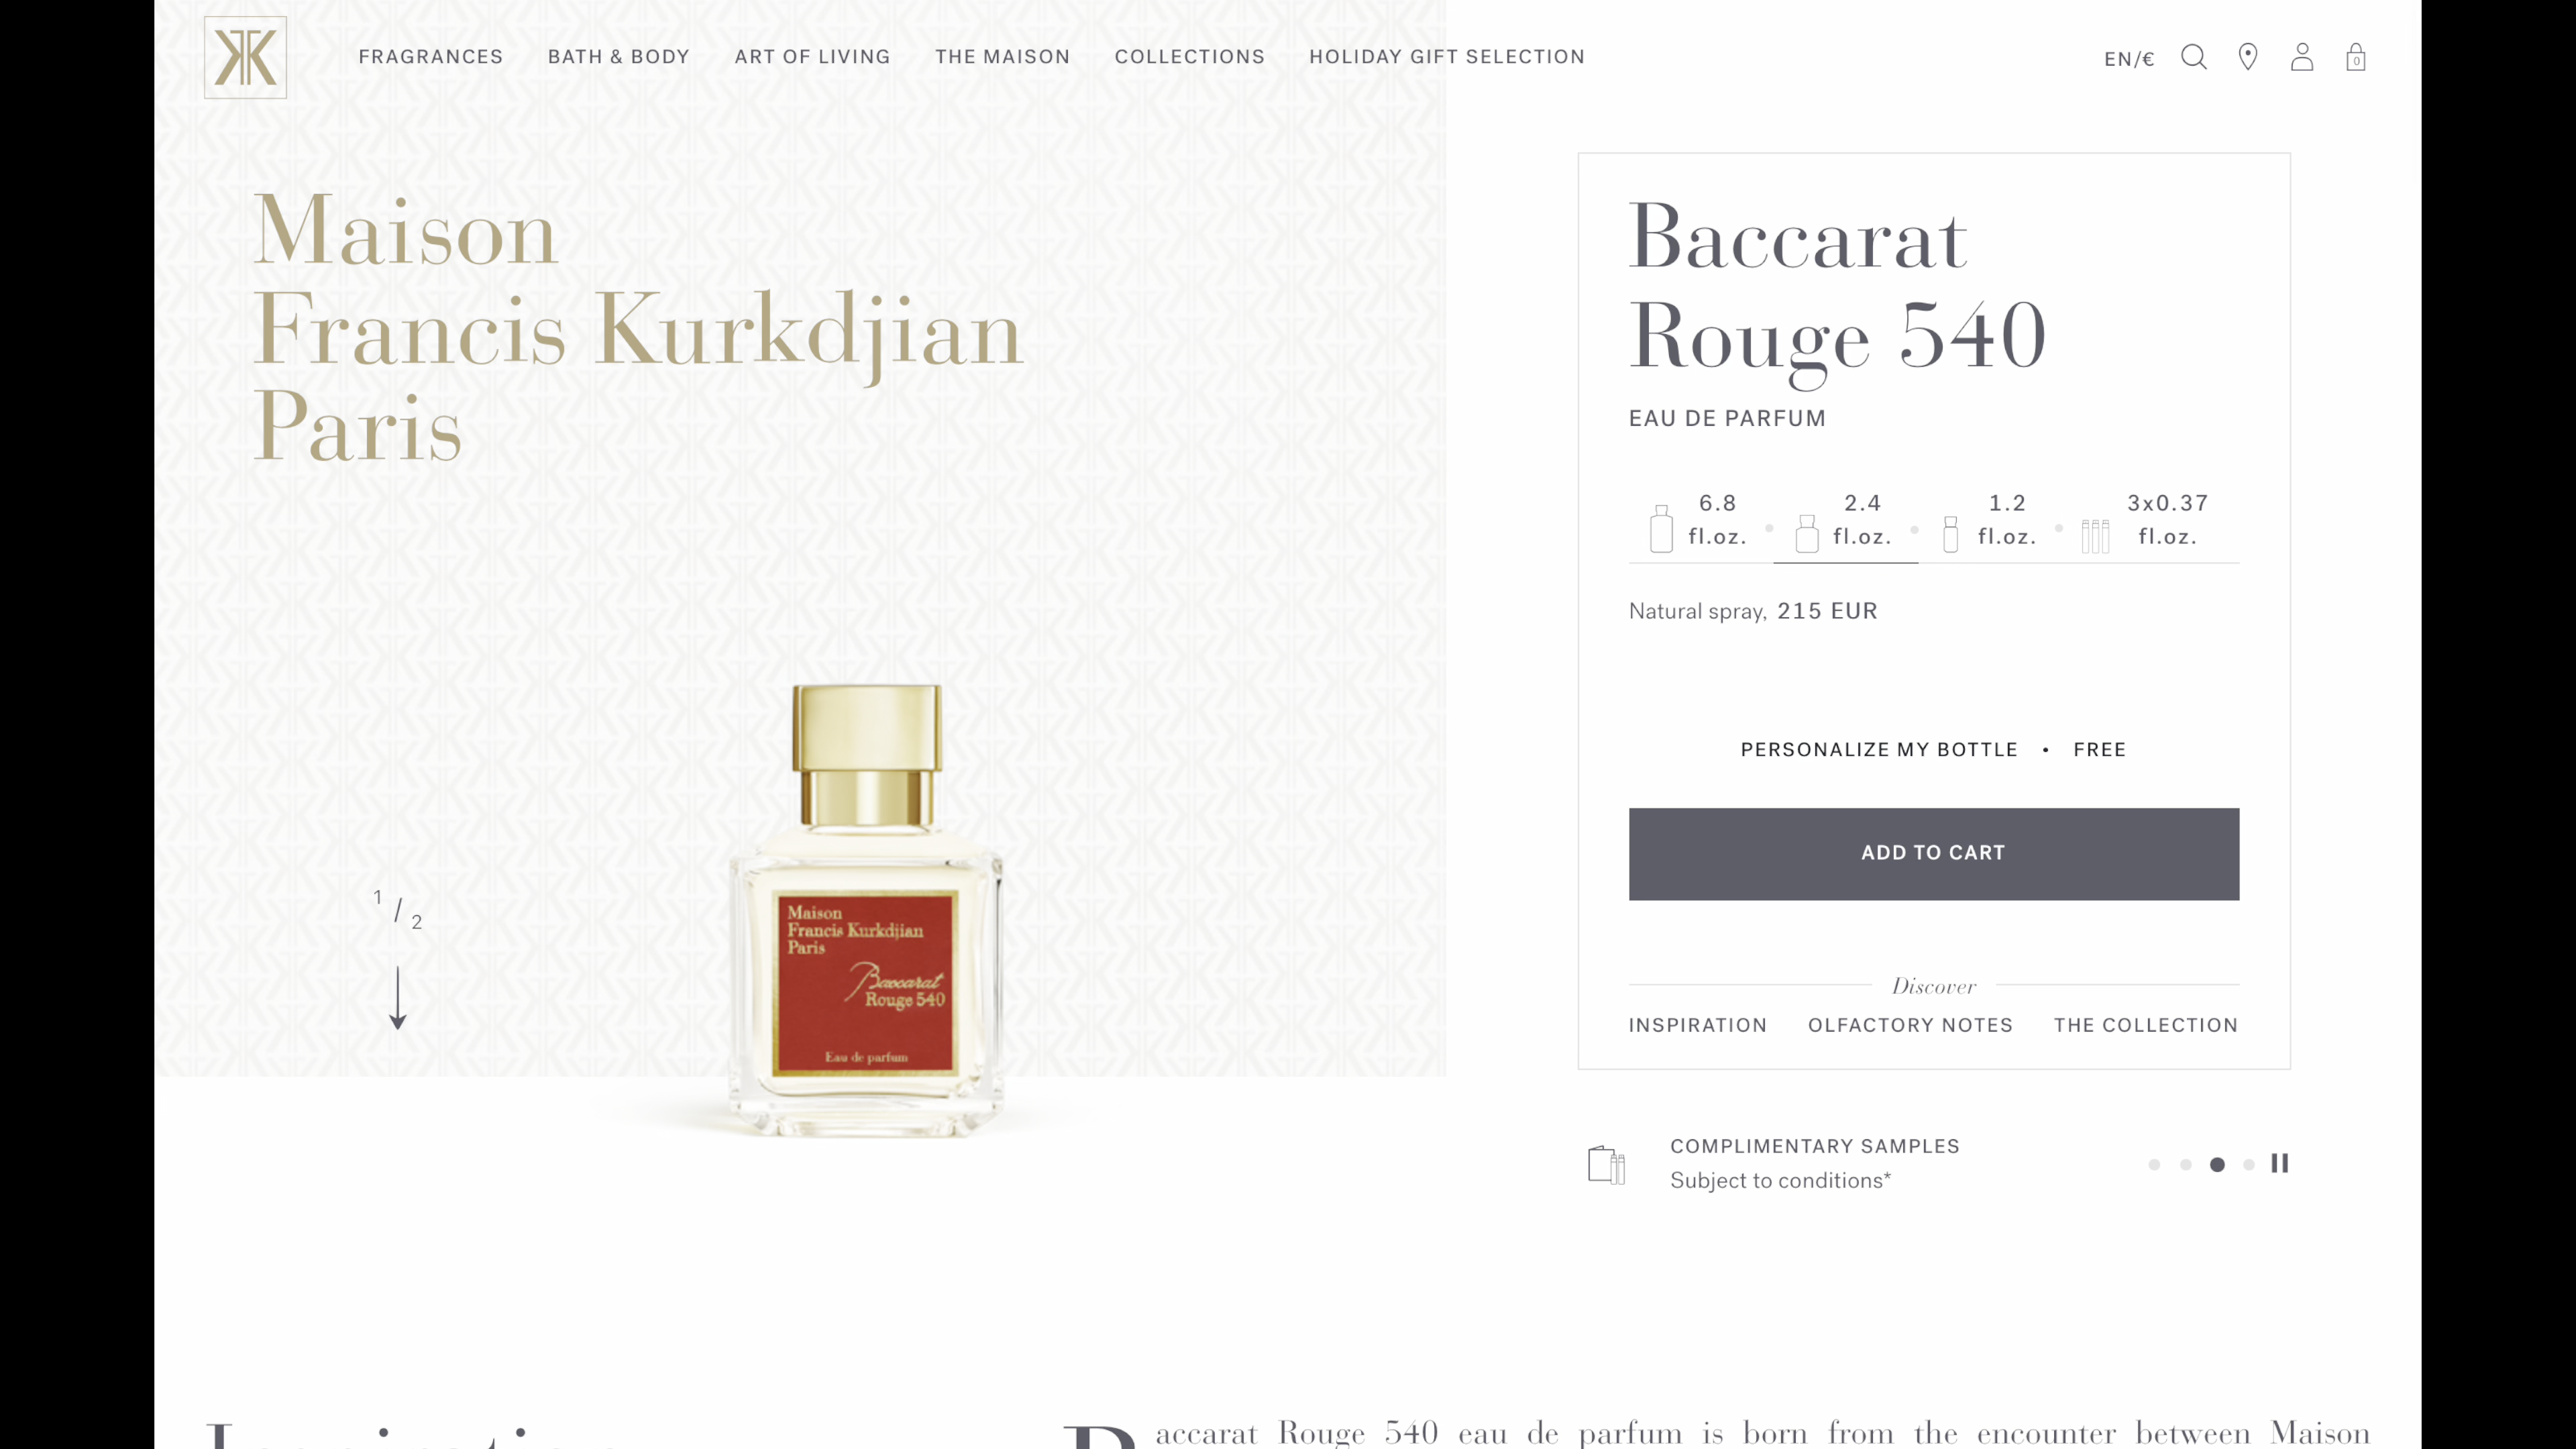 FRAGRANCES BATH & BODY ART OF LIVING THE MAISON COLLECTIONS HOLIDAY GIFT SELECTION EN/€ 0
Maison
Francis Kurkdjian
Paris
Baccarat
Rouge 540
EAU DE PARFUM
6.8 fl.oz.
2.4 fl.oz.
1.2 fl.oz.
3x0.37 fl.oz.
Natural spray, 215 EUR
PERSONALIZE MY BOTTLE • FREE
ADD TO CART
1 / 2
Maison
Francis Kurkdjian
Paris
Baccarat
Rouge 540
Eau de parfum
Discover
INSPIRATION OLFACTORY NOTES THE COLLECTION
COMPLIMENTARY SAMPLES
Subject to conditions*
accarat Rouge 540 eau de parfum is born from the encounter between Maison